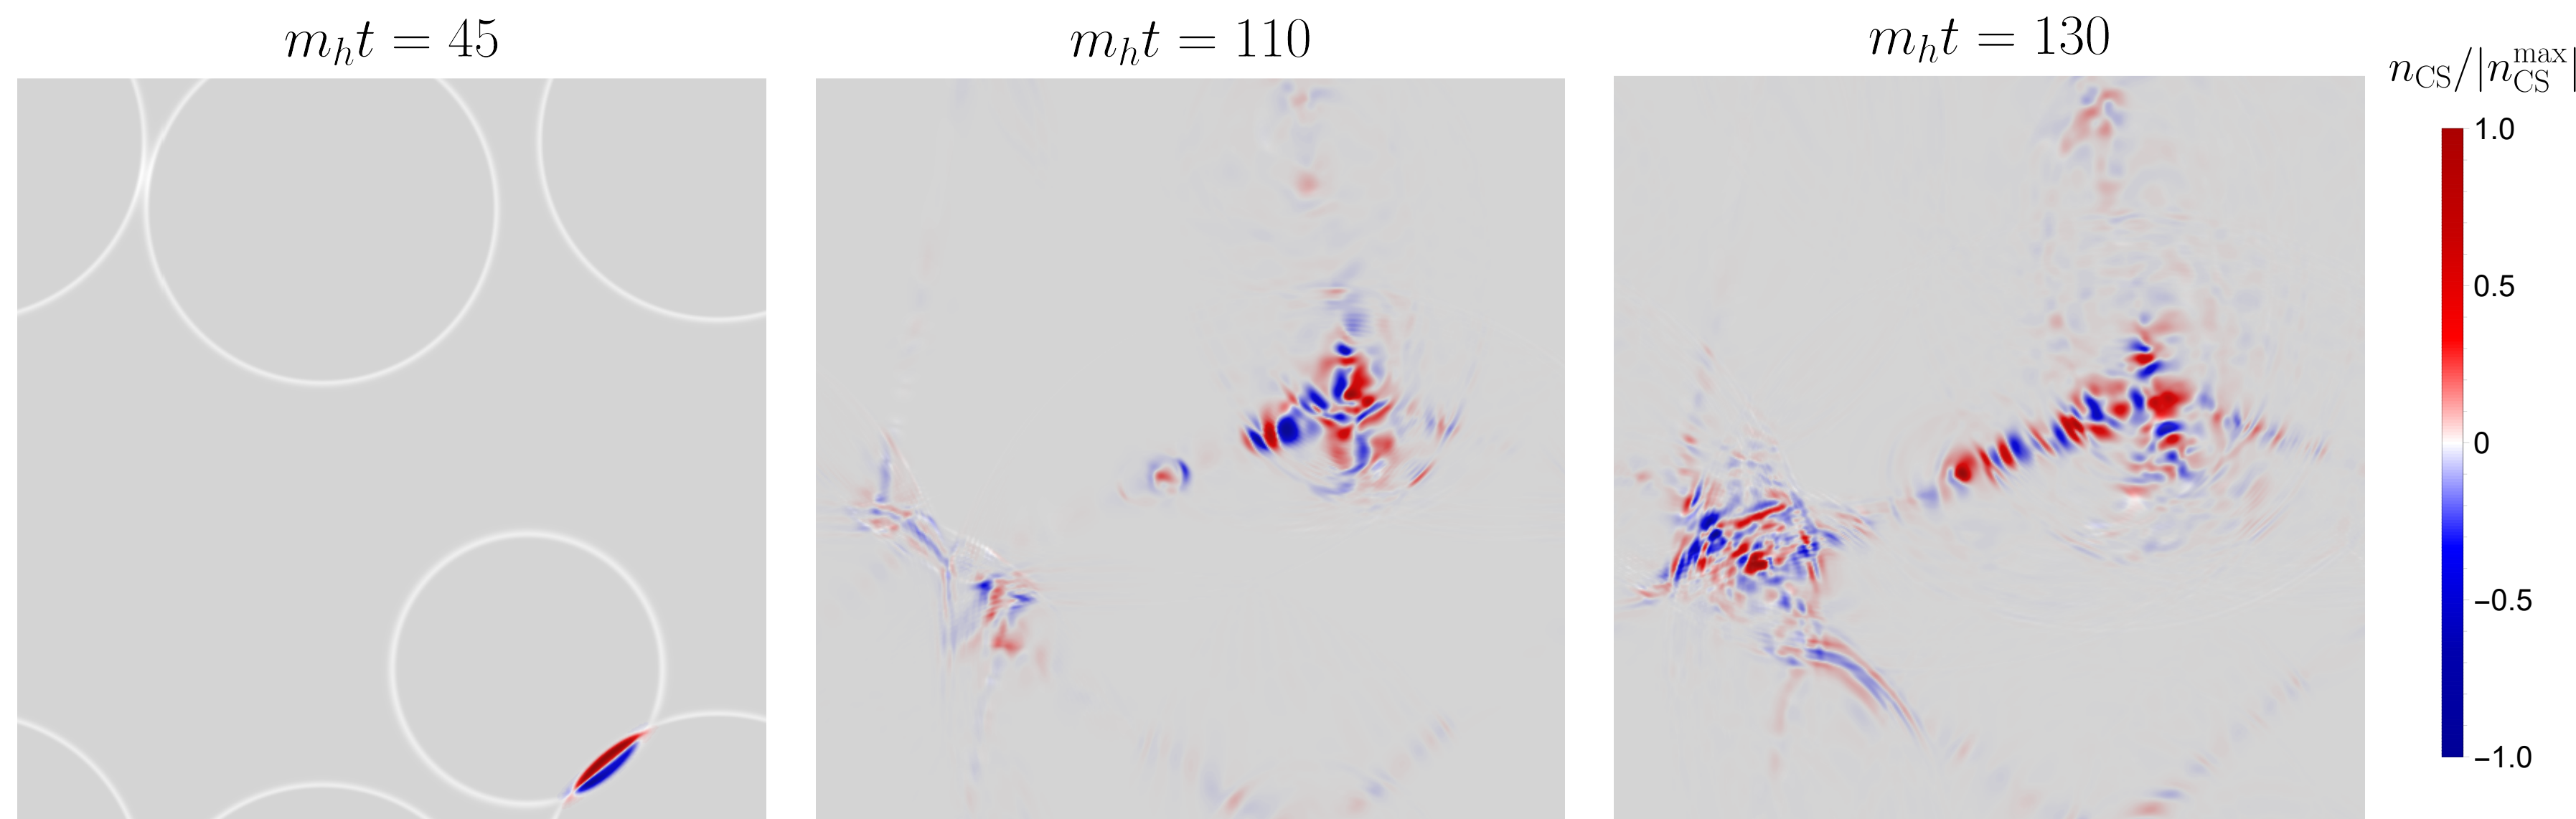 m_h t = 45
m_h t = 110
m_h t = 130
n_CS/|n_CS^max|
1.0
0.5
0
−0.5
−1.0